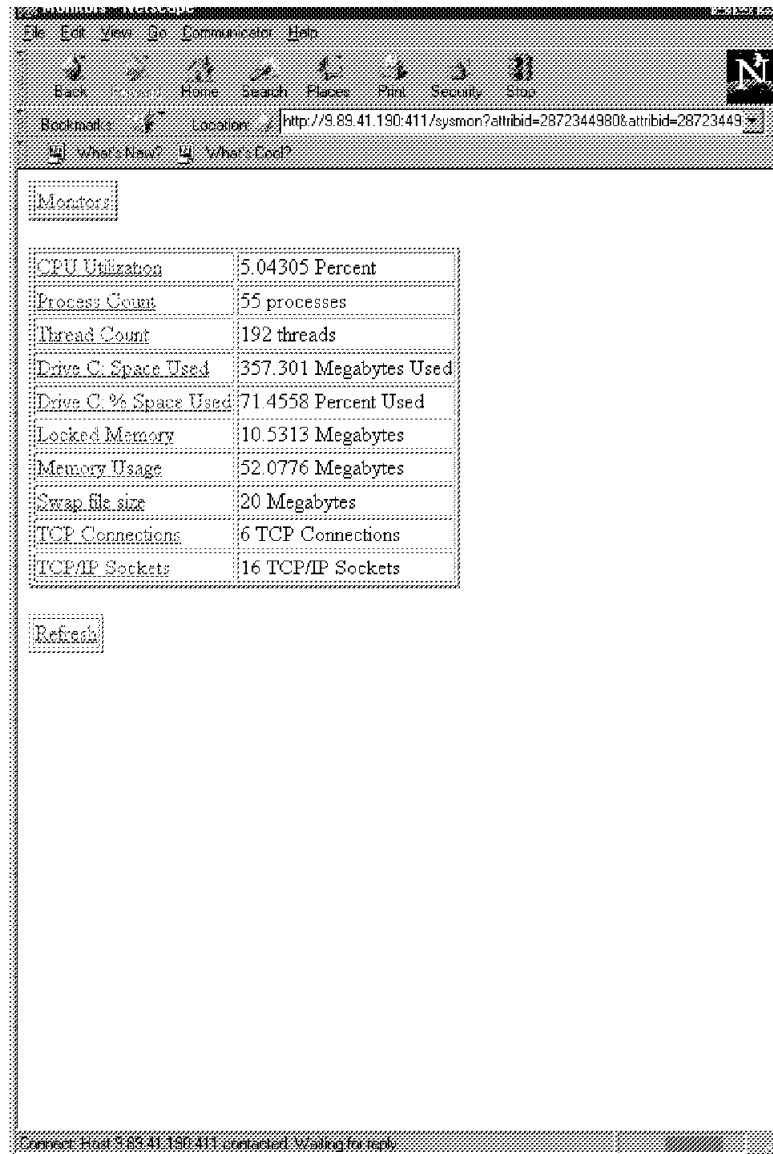 Monitors - Netscape
File Edit View Go Communicator Help
Back Home Search Places Print Security Stop
N
Bookmarks Location: http://9.89.41.190:411/sysmon?attribid=2872344980&attribid=28723449
What's New? What's Cool?
Monitors
CPU Utilization 5.04305 Percent
Process Count 55 processes
Thread Count 192 threads
Drive C: Space Used 357.301 Megabytes Used
Drive C: % Space Used 71.4558 Percent Used
Locked Memory 10.5313 Megabytes
Memory Usage 52.0776 Megabytes
Swap file size 20 Megabytes
TCP Connections 6 TCP Connections
TCP/IP Sockets 16 TCP/IP Sockets
Refresh
Connect: Host 9.89.41.190:411 contacted. Waiting for reply